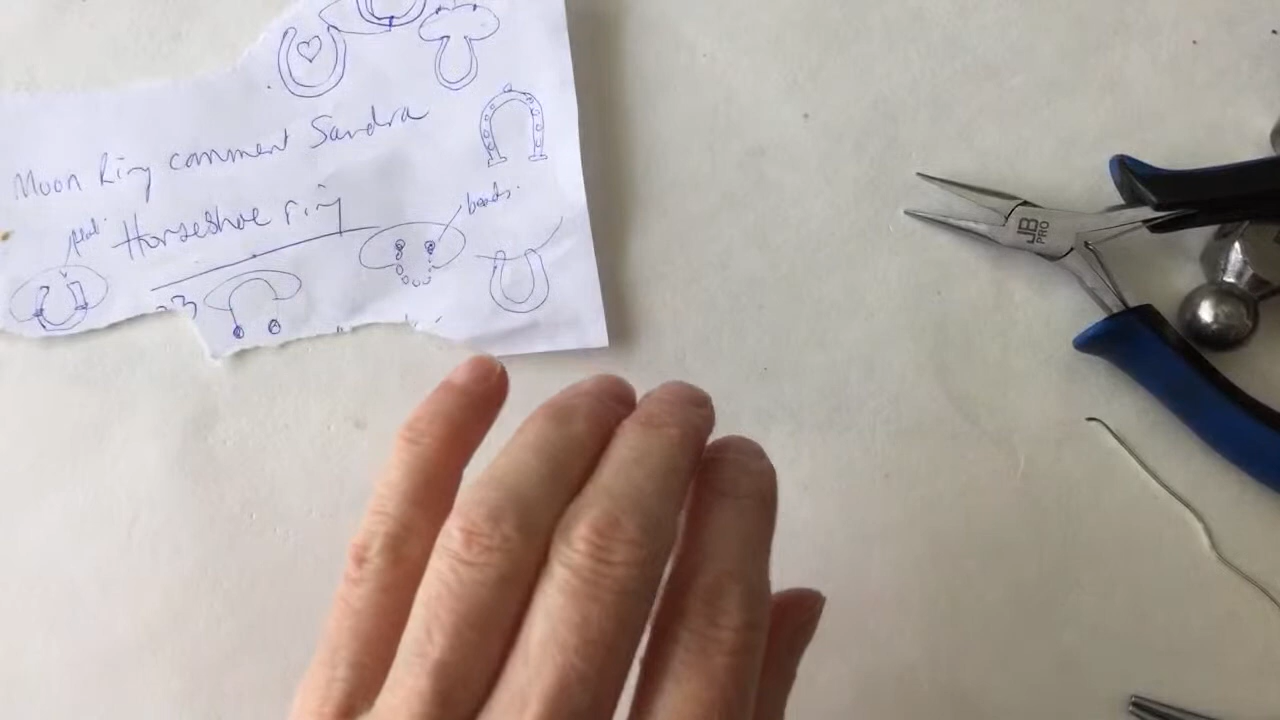 Moon Ring comment Sandra
Horseshoe ring
beads.
JB
PRO